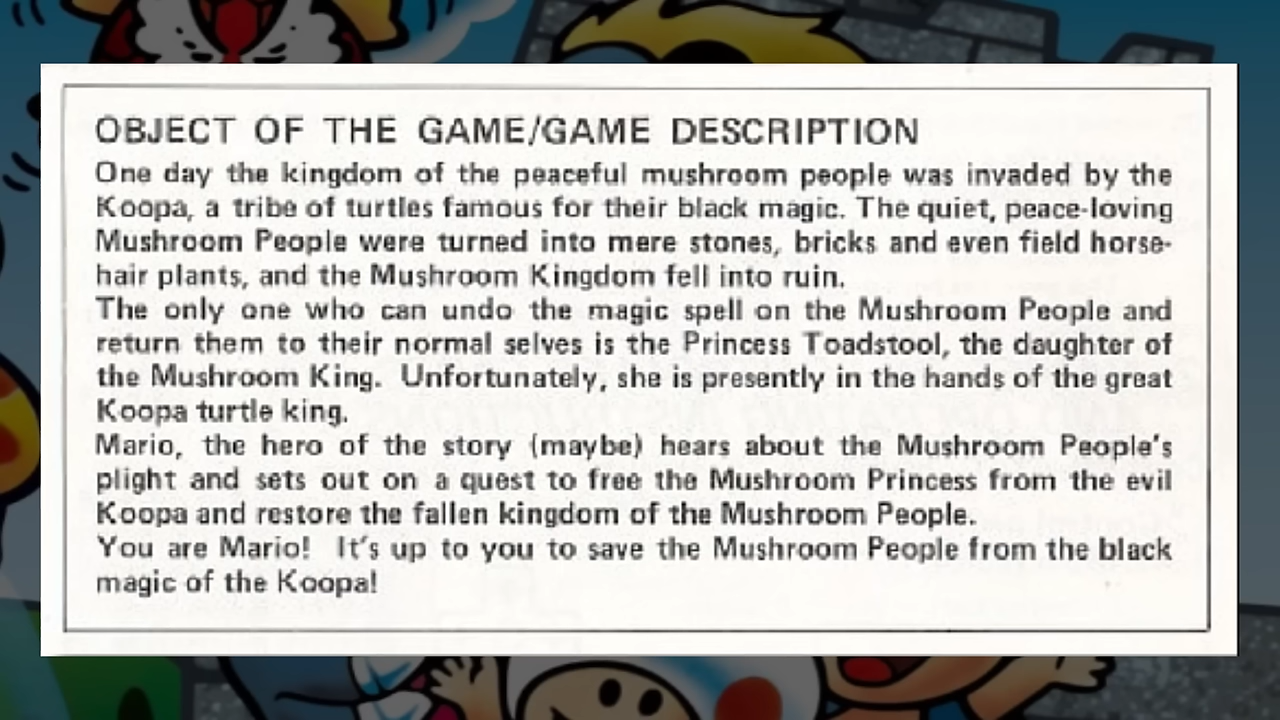 OBJECT OF THE GAME/GAME DESCRIPTION
One day the kingdom of the peaceful mushroom people was invaded by the
Koopa, a tribe of turtles famous for their black magic. The quiet, peace-loving
Mushroom People were turned into mere stones, bricks and even field horse-
hair plants, and the Mushroom Kingdom fell into ruin.
The only one who can undo the magic spell on the Mushroom People and
return them to their normal selves is the Princess Toadstool, the daughter of
the Mushroom King. Unfortunately, she is presently in the hands of the great
Koopa turtle king.
Mario, the hero of the story (maybe) hears about the Mushroom People's
plight and sets out on a quest to free the Mushroom Princess from the evil
Koopa and restore the fallen kingdom of the Mushroom People.
You are Mario! It's up to you to save the Mushroom People from the black
magic of the Koopa!